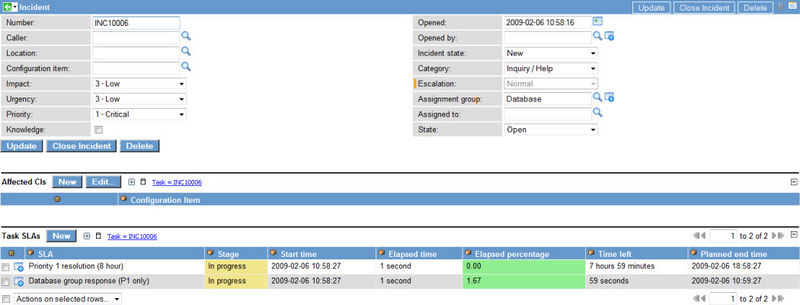 Incident Update Close Incident Delete
Number: INC10006 Opened: 2009-02-06 10:58:16
Caller: Opened by:
Location: Incident state: New
Configuration item: Category: Inquiry / Help
Impact: 3 - Low Escalation: Normal
Urgency: 3 - Low Assignment group: Database
Priority: 1 - Critical Assigned to:
Knowledge: State: Open
Update Close Incident Delete
Affected CIs New Edit... Task = INC10006
Configuration Item
Task SLAs New Task = INC10006 1 to 2 of 2
SLA Stage Start time Elapsed time Elapsed percentage Time left Planned end time
Priority 1 resolution (8 hour) In progress 2009-02-06 10:58:27 1 second 0.00 7 hours 59 minutes 2009-02-06 18:58:27
Database group response (P1 only) In progress 2009-02-06 10:58:27 1 second 1.67 59 seconds 2009-02-06 10:59:27
Actions on selected rows... 1 to 2 of 2